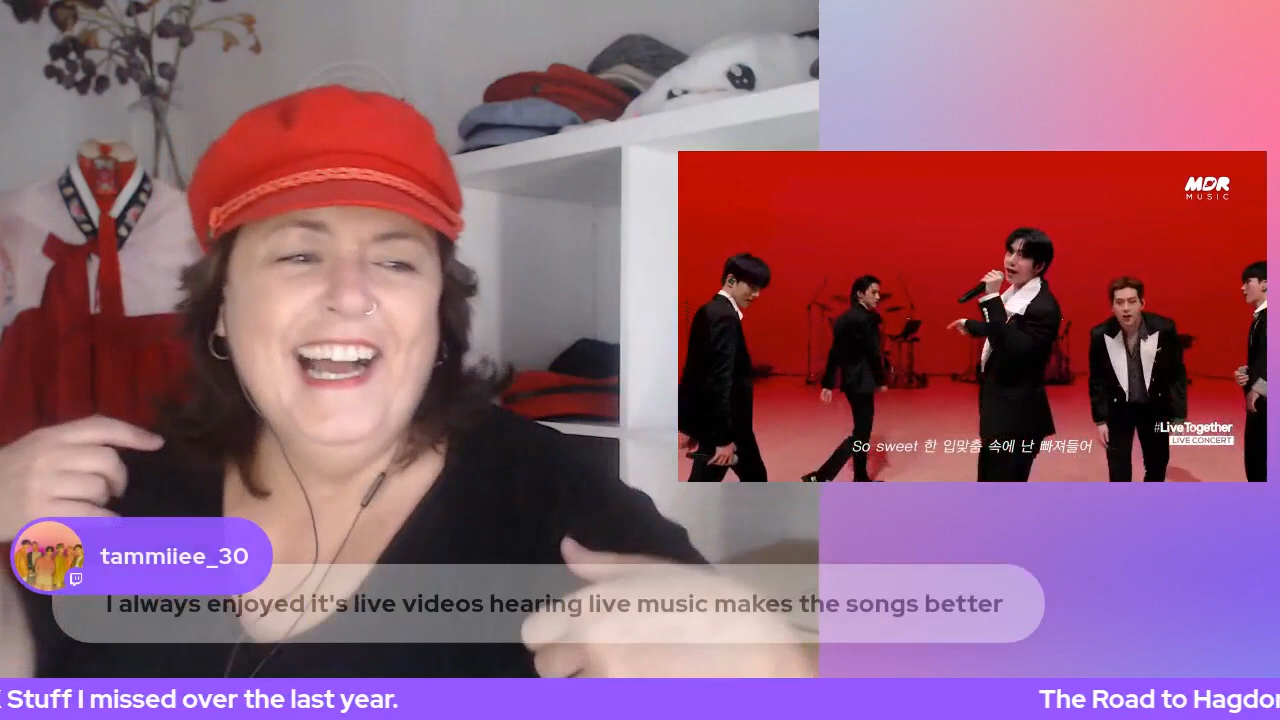 MDR
MUSIC
#LiveTogether
LIVE CONCERT
So sweet 한 입맞춤 속에 난 빠져들어
tammiiee_30
I always enjoyed it's live videos hearing live music makes the songs better
Stuff I missed over the last year.
The Road to Hagdon